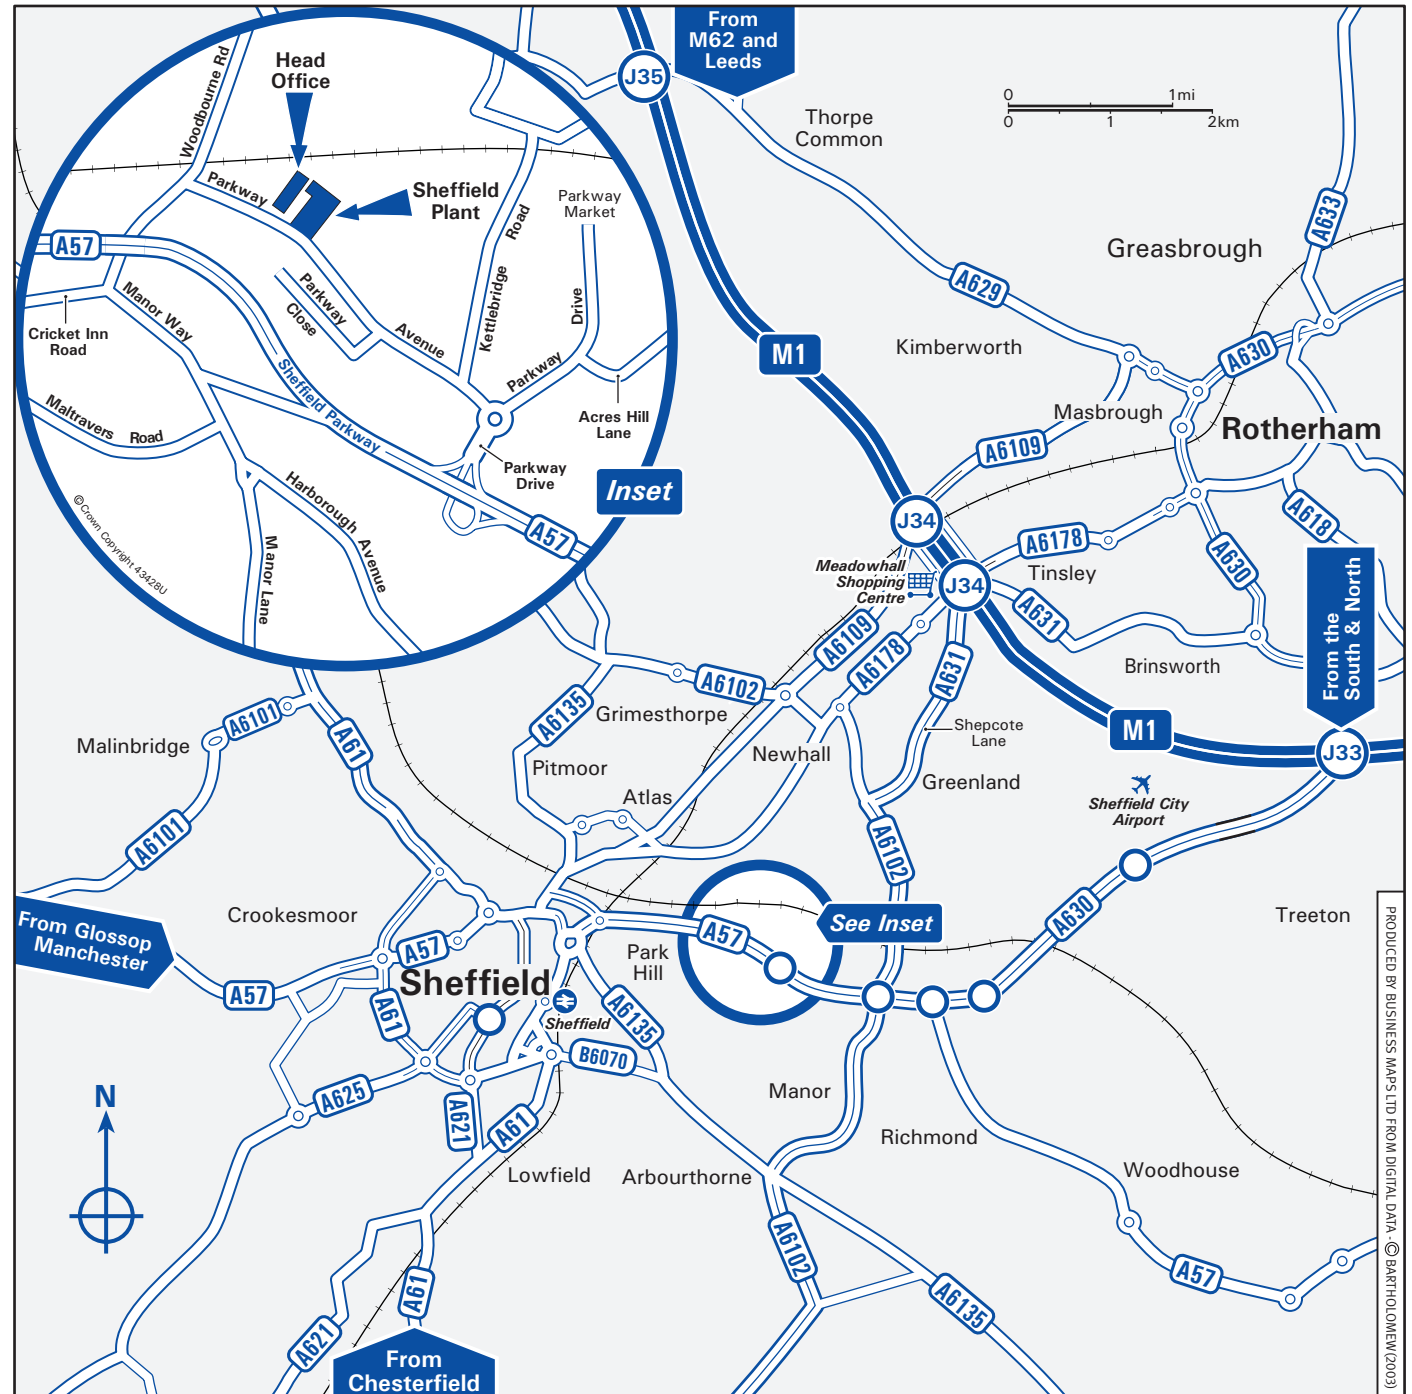 From
M62 and
Leeds
J35
0 1mi
0 1 2km
Thorpe
Common
Greasbrough
A633
A629
Kimberworth
A630
M1
Masbrough
Rotherham
A6109
J34
A6178
A618
Tinsley
A630
Meadowhall
Shopping
Centre
J34
A631
Brinsworth
From the
South & North
J33
M1
A6109
A6178
A631
Shepcote
Lane
Greenland
Sheffield City
Airport
A6102
Grimesthorpe
Newhall
A6135
Pitmoor
Atlas
A6102
A630
Treeton
Head
Office
Woodbourne Rd
Parkway
Sheffield
Plant
Parkway
Market
A57
Kettlebridge
Road
Drive
Parkway
Close
Avenue
Manor Way
Cricket Inn
Road
Sheffield Parkway
Parkway
Acres Hill
Lane
Maltravers Road
Parkway
Drive
Inset
Harborough Avenue
Manor Lane
A57
©Crown Copyright 43428U
A6101
A61
Malinbridge
A6101
Crookesmoor
From Glossop
Manchester
A57
A57
Sheffield
Sheffield
A61
A57
See Inset
Park
Hill
A6135
B6070
A625
A621
A61
N
Manor
Richmond
Woodhouse
Lowfield
Arbourthorne
A6102
A57
A6135
A61
A621
From
Chesterfield
PRODUCED BY BUSINESS MAPS LTD FROM DIGITAL DATA - © BARTHOLOMEW(2003)